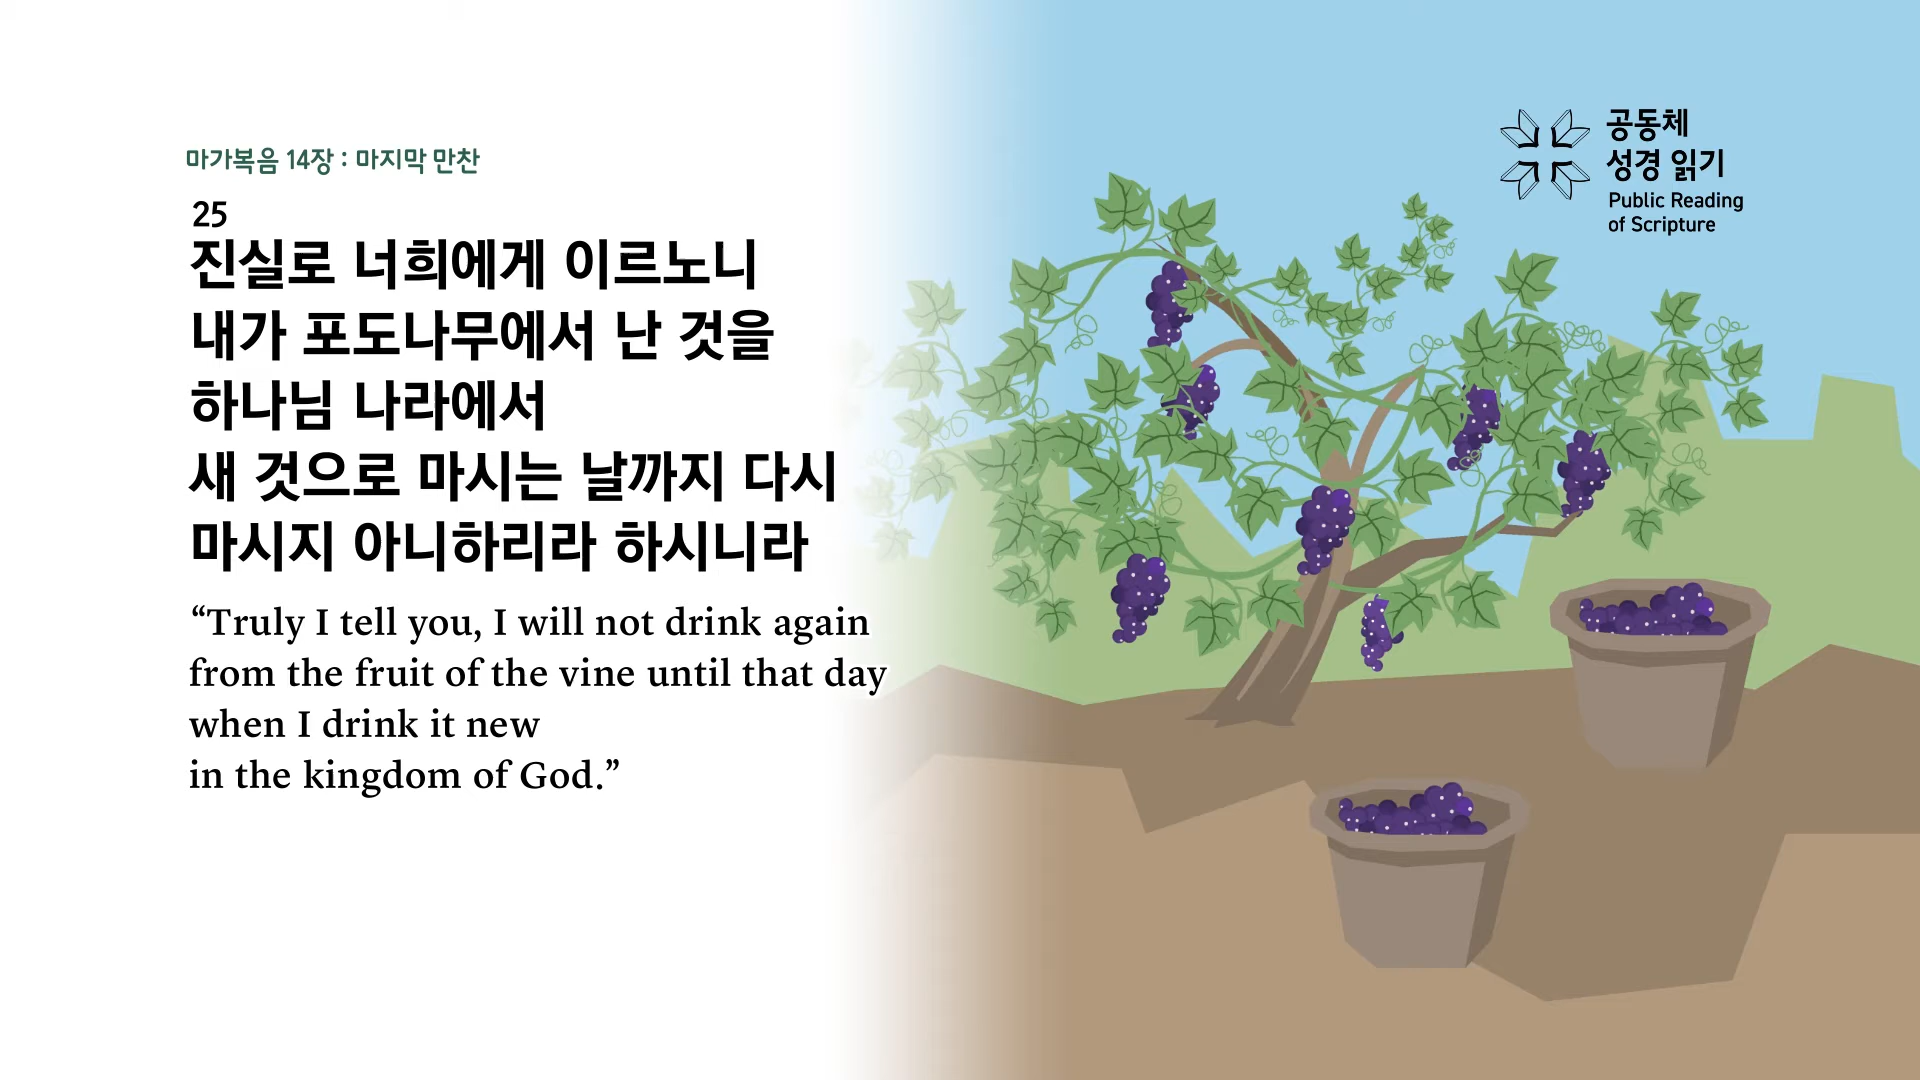 마가복음 14장 : 마지막 만찬
25
진실로 너희에게 이르노니
내가 포도나무에서 난 것을
하나님 나라에서
새 것으로 마시는 날까지 다시
마시지 아니하리라 하시니라
“Truly I tell you, I will not drink again
from the fruit of the vine until that day
when I drink it new
in the kingdom of God.”
공동체
성경 읽기
Public Reading
of Scripture